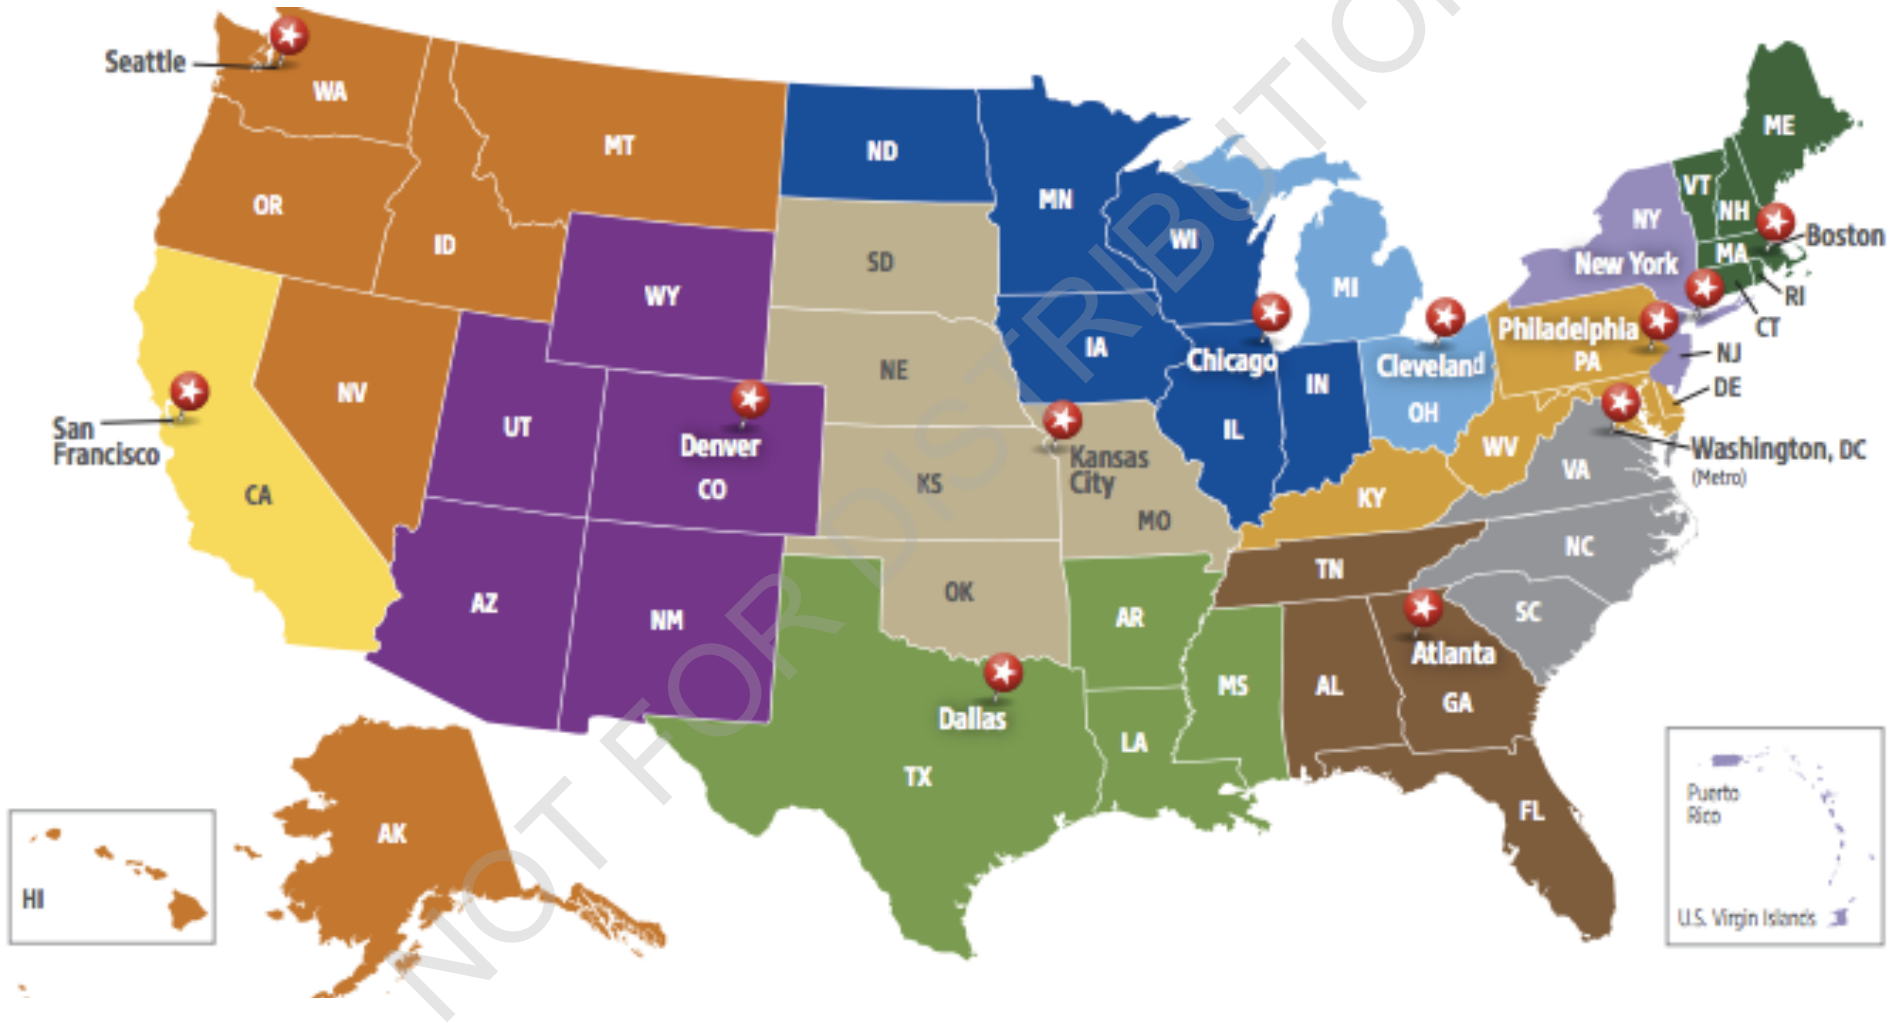 Seattle
WA
MT
ND
MN
OR
ID
WY
SD
WI
MI
NY
VT
NH
ME
MA
Boston
New York
RI
CT
NJ
DE
Philadelphia
PA
Chicago
Cleveland
OH
IN
IL
IA
NE
NV
UT
Denver
CO
KS
Kansas
City
MO
San
Francisco
CA
WV
VA
Washington, DC
(Metro)
KY
NC
TN
SC
AZ
NM
OK
AR
Atlanta
GA
AL
MS
LA
Dallas
TX
FL
AK
HI
Puerto
Rico
U.S. Virgin Islands
NOT FOR DISTRIBUTION